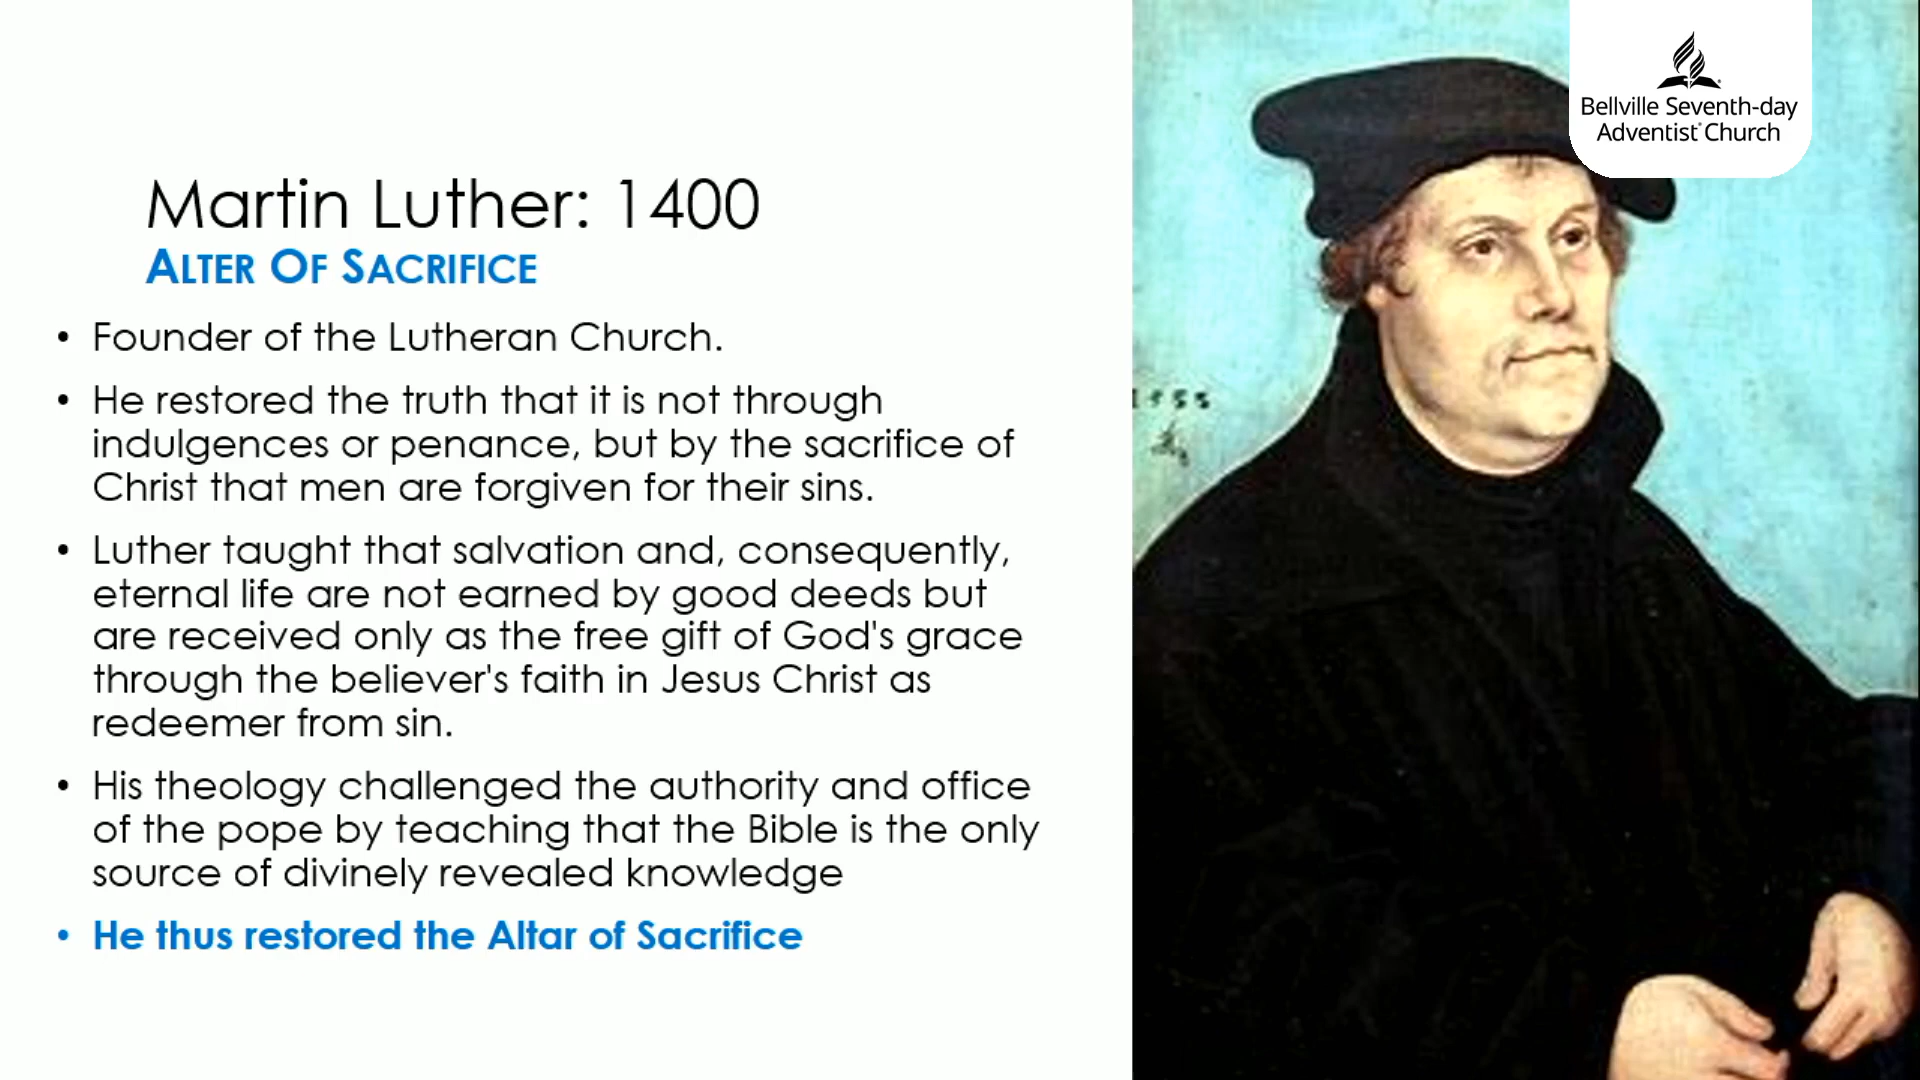 Bellville Seventh-day
Adventist Church
Martin Luther: 1400
ALTER OF SACRIFICE
• Founder of the Lutheran Church.
• He restored the truth that it is not through
indulgences or penance, but by the sacrifice of
Christ that men are forgiven for their sins.
• Luther taught that salvation and, consequently,
eternal life are not earned by good deeds but
are received only as the free gift of God's grace
through the believer's faith in Jesus Christ as
redeemer from sin.
• His theology challenged the authority and office
of the pope by teaching that the Bible is the only
source of divinely revealed knowledge
• He thus restored the Altar of Sacrifice